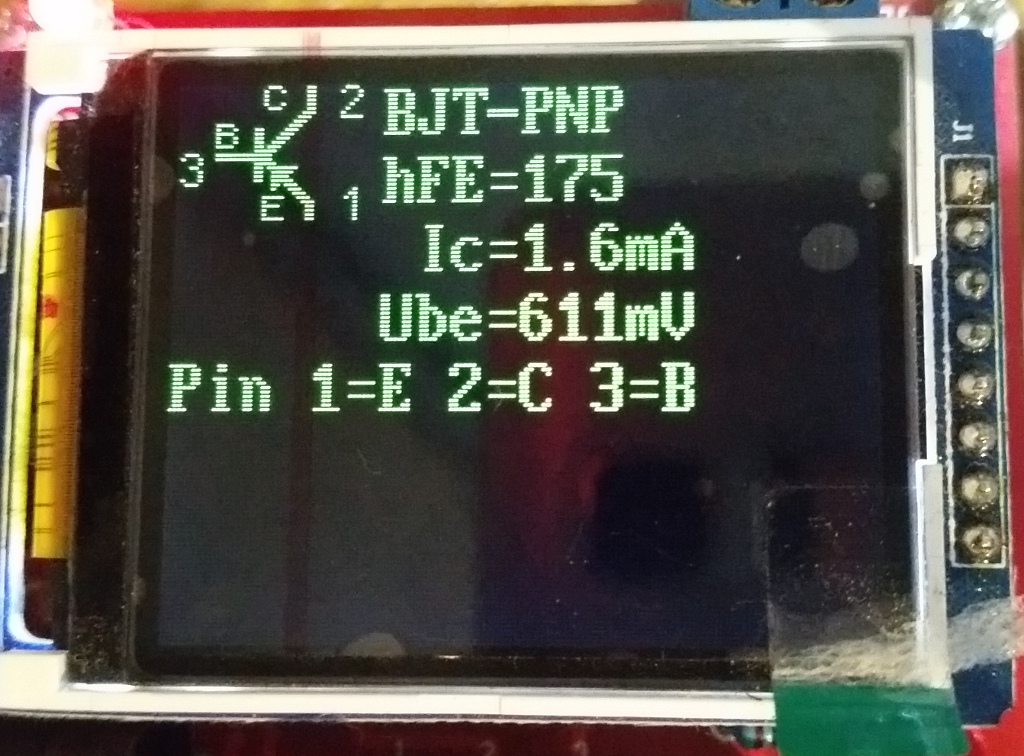 C 2 BJT-PNP
B
3 hFE=175
E 1
Ic=1.6mA
Ube=611mV
Pin 1=E 2=C 3=B
J1